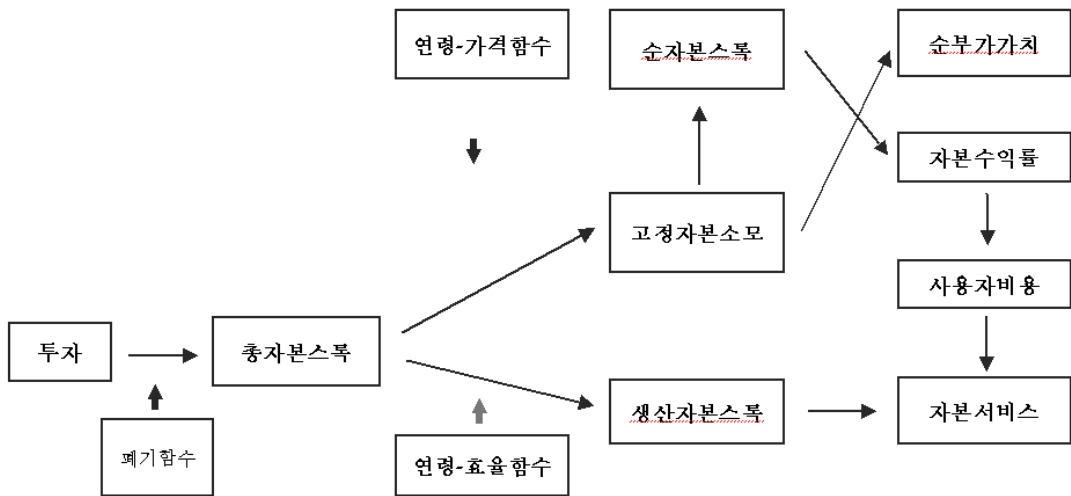 연령-가격함수
순자본스톡
순부가가치
자본수익률
고정자본소모
사용자비용
투자
총자본스톡
생산자본스톡
자본서비스
폐기함수
연령-효율함수